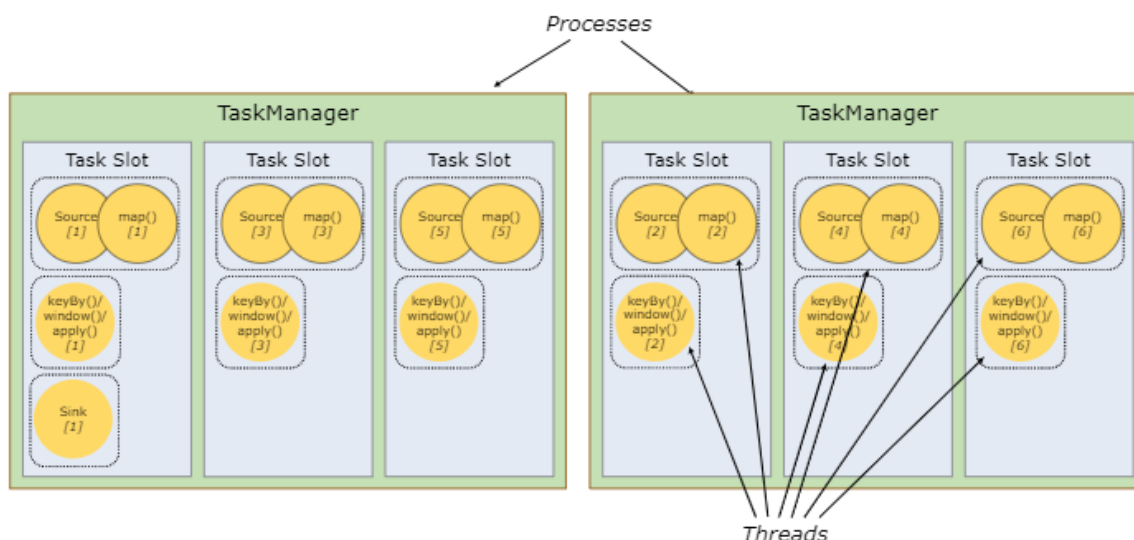 Processes
TaskManager
Task Slot
Task Slot
Task Slot
Source
[1]
map()
[1]
Source
[3]
map()
[3]
Source
[5]
map()
[5]
keyBy()/
window()/
apply()
[1]
keyBy()/
window()/
apply()
[3]
keyBy()/
window()/
apply()
[5]
Sink
[1]
TaskManager
Task Slot
Task Slot
Task Slot
Source
[2]
map()
[2]
Source
[4]
map()
[4]
Source
[6]
map()
[6]
keyBy()/
window()/
apply()
[2]
keyBy()/
window()/
apply()
[4]
keyBy()/
window()/
apply()
[6]
Threads